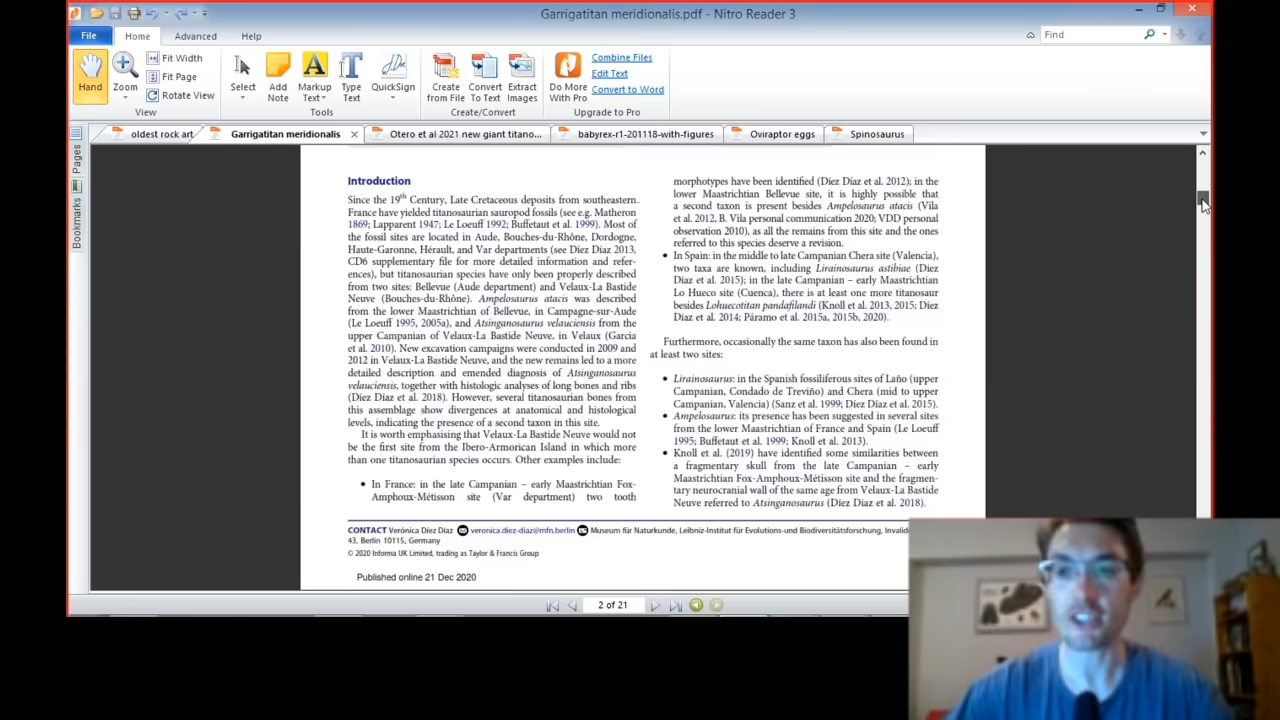 Garrigatitan meridionalis.pdf - Nitro Reader 3
File
Home
Advanced
Help
Find
Hand
Zoom
Fit Width
Fit Page
Rotate View
View
Select
Add
Note
Markup
Text
Type
Text
QuickSign
Tools
Create
from File
Convert
To Text
Extract
Images
Create/Convert
Do More
With Pro
Combine Files
Edit Text
Convert to Word
Upgrade to Pro
oldest rock art
Garrigatitan meridionalis
Otero et al 2021 new giant titano...
babyrex-r1-201118-with-figures
Oviraptor eggs
Spinosaurus
Pages
Bookmarks
Introduction
Since the 19th Century, Late Cretaceous deposits from southeastern
France have yielded titanosaurian sauropod fossils (see e.g. Matheron
1869; Lapparent 1947; Le Loeuff 1992; Buffetaut et al. 1999). Most of
the fossil sites are located in Aude, Bouches-du-Rhône, Dordogne,
Haute-Garonne, Hérault, and Var departments (see Díez Díaz 2013,
CD6 supplementary file for more detailed information and refer-
ences), but titanosaurian species have only been properly described
from two sites: Bellevue (Aude department) and Velaux-La Bastide
Neuve (Bouches-du-Rhône). Ampelosaurus atacis was described
from the lower Maastrichtian of Bellevue, in Campagne-sur-Aude
(Le Loeuff 1995, 2005a), and Atsinganosaurus velauciensis from the
upper Campanian of Velaux-La Bastide Neuve, in Velaux (Garcia
et al. 2010). New excavation campaigns were conducted in 2009 and
2012 in Velaux-La Bastide Neuve, and the new remains led to a more
detailed description and emended diagnosis of Atsinganosaurus
velauciensis, together with histologic analyses of long bones and ribs
(Díez Díaz et al. 2018). However, several titanosaurian bones from
this assemblage show divergences at anatomical and histological
levels, indicating the presence of a second taxon in this site.
It is worth emphasising that Velaux-La Bastide Neuve would not
be the first site from the Ibero-Armorican Island in which more
than one titanosaurian species occurs. Other examples include:
• In France: in the late Campanian – early Maastrichtian Fox-
Amphoux-Métisson site (Var department) two tooth
morphotypes have been identified (Díez Díaz et al. 2012); in the
lower Maastrichtian Bellevue site, it is highly possible that
a second taxon is present besides Ampelosaurus atacis (Vila
et al. 2012, B. Vila personal communication 2020; VDD personal
observation 2010), as all the remains from this site and the ones
referred to this species deserve a revision.
• In Spain: in the middle to late Campanian Chera site (Valencia),
two taxa are known, including Lirainosaurus astibiae (Díez
Díaz et al. 2015); in the late Campanian – early Maastrichtian
Lo Hueco site (Cuenca), there is at least one more titanosaur
besides Lohuecotitan pandafilandi (Knoll et al. 2013, 2015; Díez
Díaz et al. 2014; Páramo et al. 2015a, 2015b, 2020).
Furthermore, occasionally the same taxon has also been found in
at least two sites:
• Lirainosaurus: in the Spanish fossiliferous sites of Laño (upper
Campanian, Condado de Treviño) and Chera (mid to upper
Campanian, Valencia) (Sanz et al. 1999; Díez Díaz et al. 2015).
• Ampelosaurus: its presence has been suggested in several sites
from the lower Maastrichtian of France and Spain (Le Loeuff
1995; Buffetaut et al. 1999; Knoll et al. 2013).
• Knoll et al. (2019) have identified some similarities between
a fragmentary skull from the late Campanian – early
Maastrichtian Fox-Amphoux-Métisson site and the fragmen-
tary neurocranial wall of the same age from Velaux-La Bastide
Neuve referred to Atsinganosaurus (Díez Díaz et al. 2018).
CONTACT Verónica Díez Díaz veronica.diez-diaz@mfn.berlin Museum für Naturkunde, Leibniz-Institut für Evolutions-und Biodiversitätsforschung,
43, Berlin 10115, Germany
© 2020 Informa UK Limited, trading as Taylor & Francis Group
Published online 21 Dec 2020
2 of 21